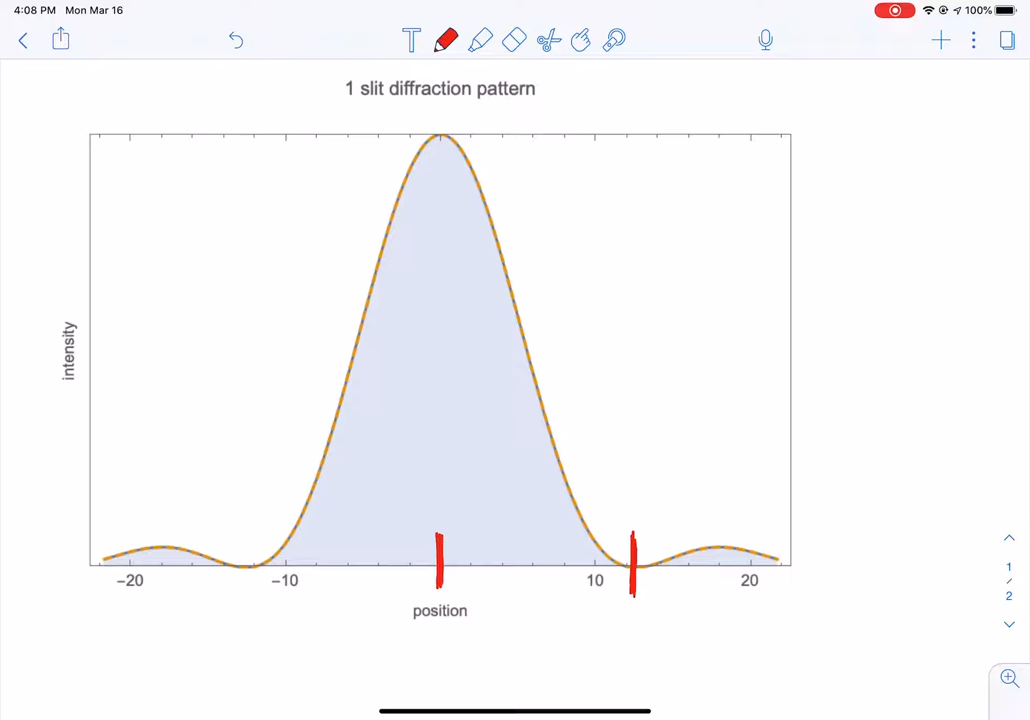 4:08 PM Mon Mar 16 100%
T
1 slit diffraction pattern
intensity
−20 −10 10 20
position
1
/
2